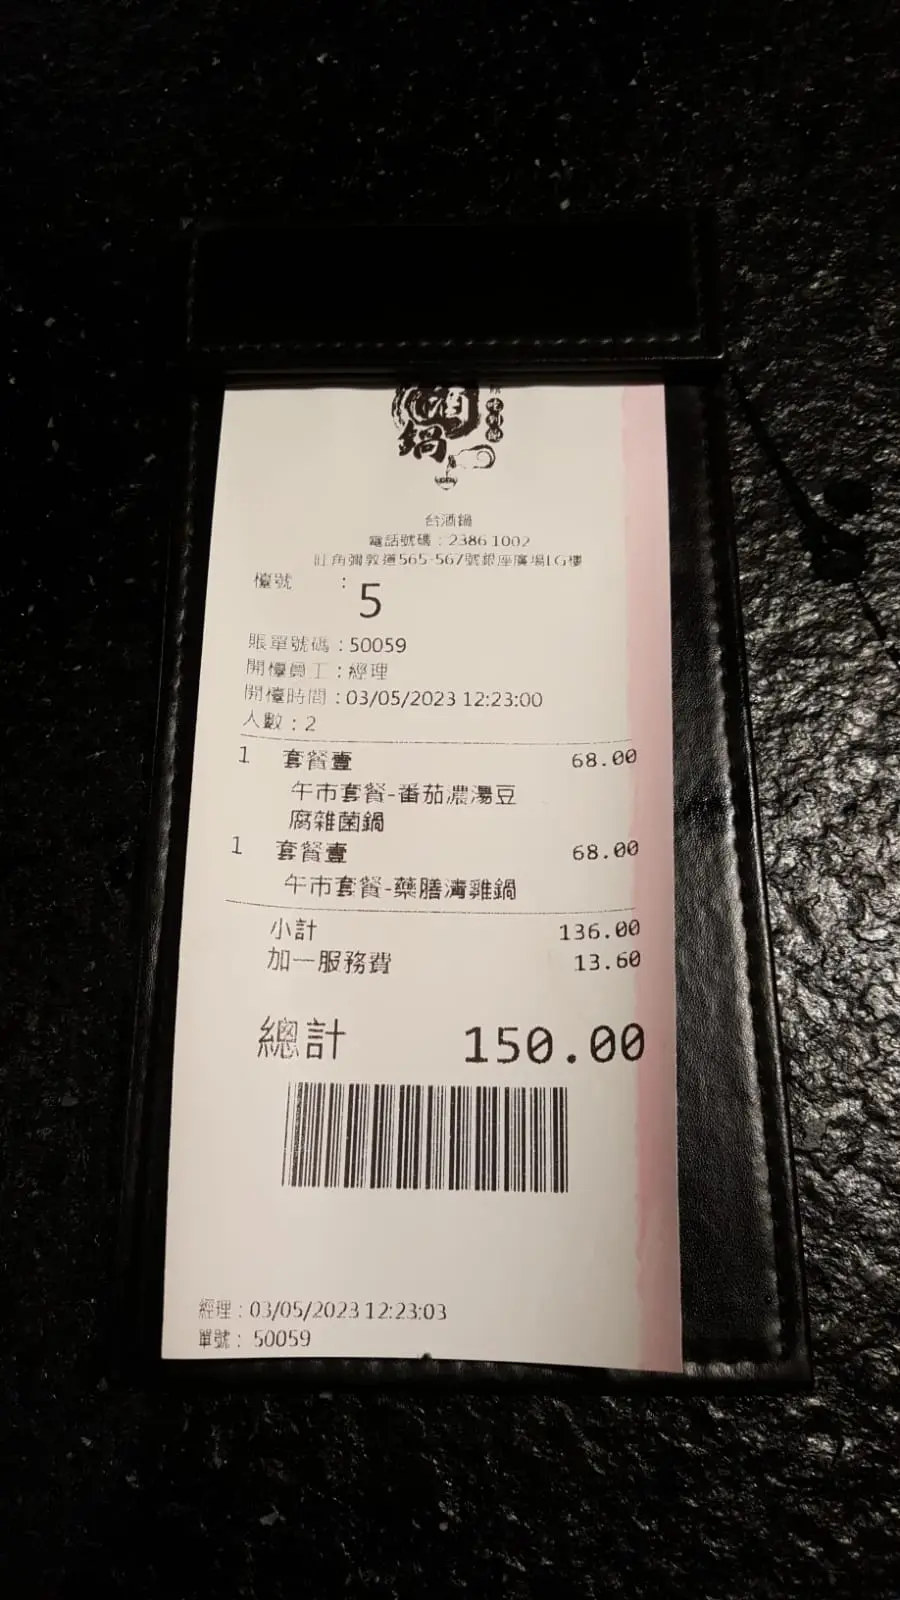 酒
鍋
台酒鍋
電話號碼：2386 1002
旺角彌敦道565-567號銀座廣場LG樓
檯號 ： 5
賬單號碼：50059
開檯員工：經理
開檯時間：03/05/2023 12:23:00
人數：2
1 套餐壹 68.00
午市套餐-番茄濃湯豆
腐雜菌鍋
1 套餐壹 68.00
午市套餐-藥膳清雞鍋
小計 136.00
加一服務費 13.60
總計 150.00
經理：03/05/2023 12:23:03
單號：50059